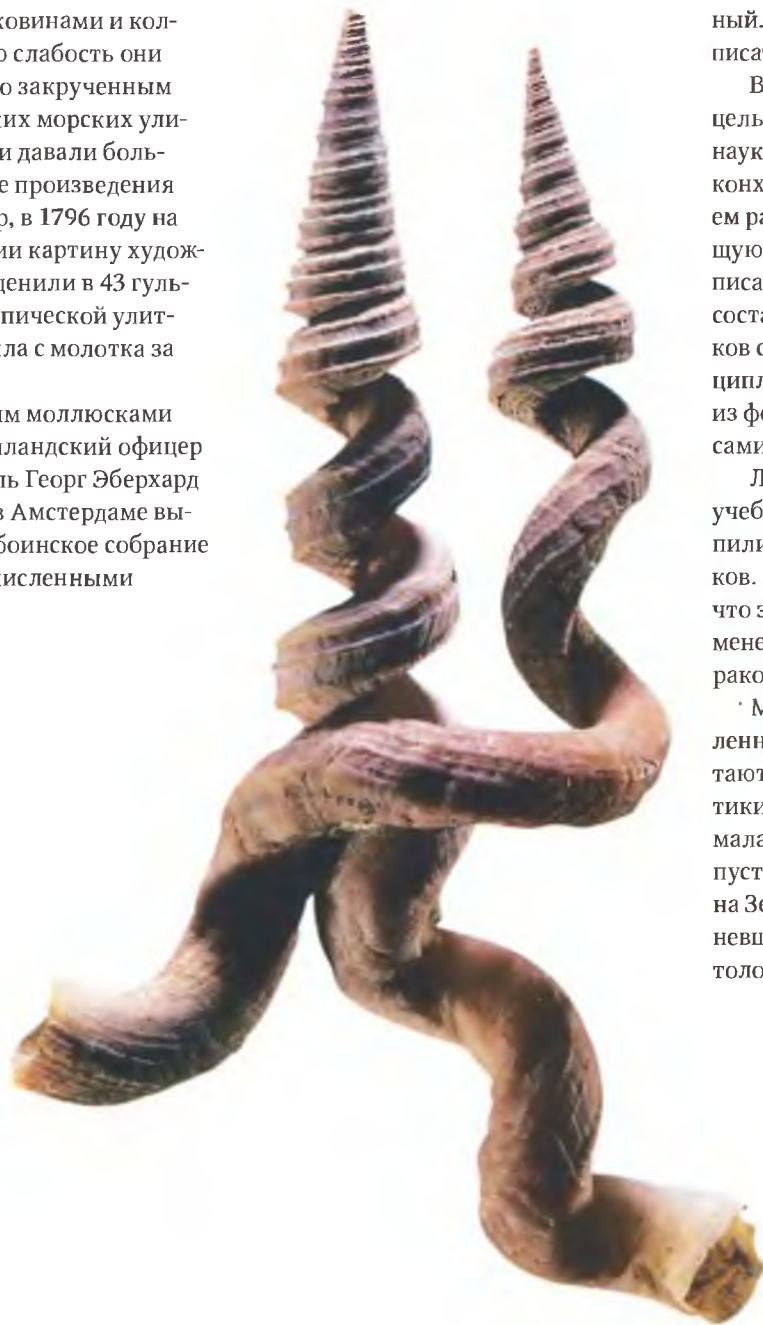 ковинами и кол-
о слабость они
о закрученным
ких морских ули-
и давали боль-
е произведения
р, в 1796 году на
ии картину худож-
ценили в 43 гуль-
пической улит-
ла с молотка за
им моллюсками
ландский офицер
ль Георг Эберхард
в Амстердаме вы-
боинское собрание
исленными
ный.
писа
В
цель
наук
конх
ем ра
щую
писа
соста
ков с
ципл
из фо
сами
Л
учеб
пили
ков.
что з
мене
рако
М
ленн
тают
тики
мала
пуст
на Зе
невш
толо